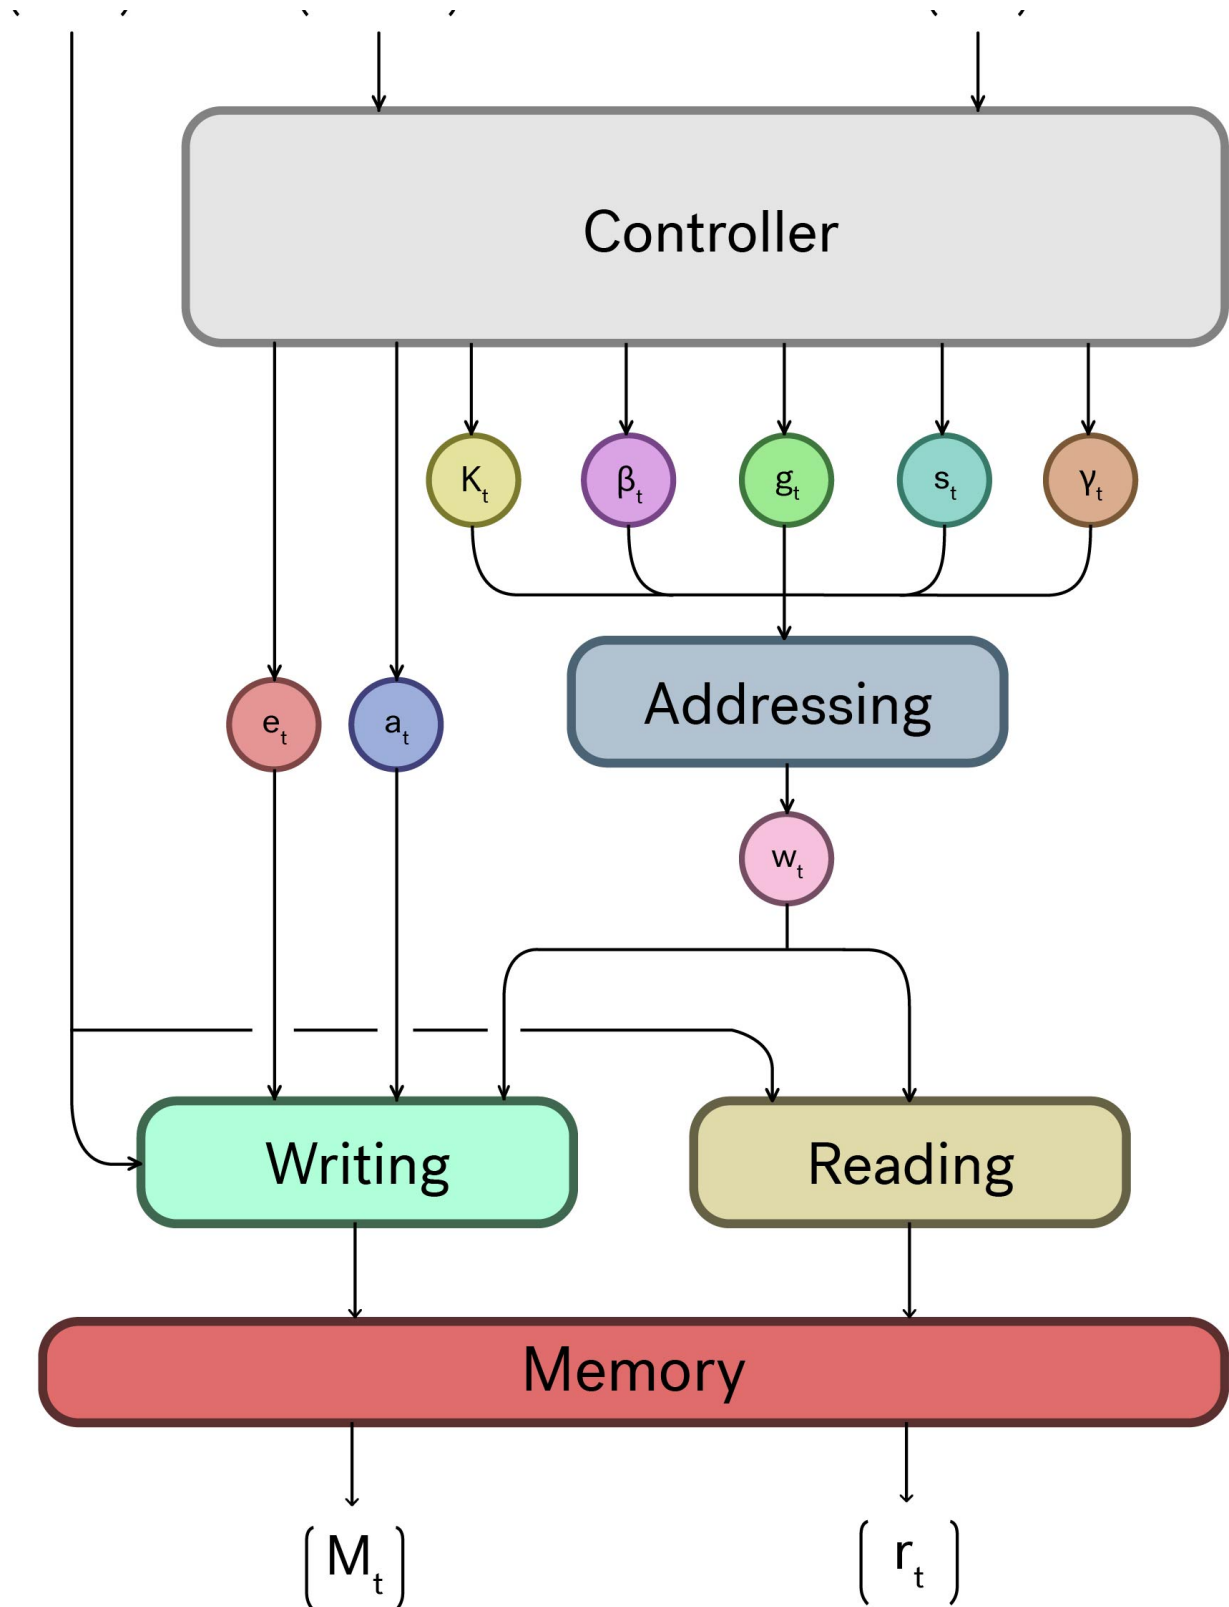 Controller
Kt βt gt st γt
Addressing
et at
wt
Writing Reading
Memory
Mt rt